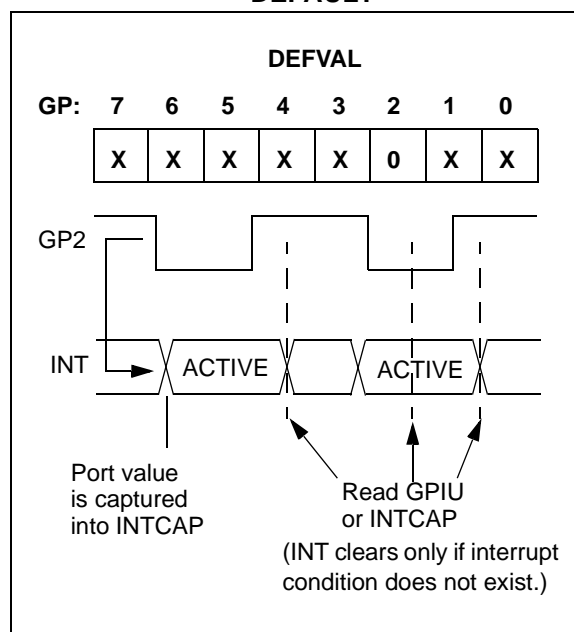 DEFVAL
GP: 7 6 5 4 3 2 1 0
X X X X X 0 X X
GP2
INT ACTIVE ACTIVE
Port value
is captured
into INTCAP
Read GPIU
or INTCAP
(INT clears only if interrupt
condition does not exist.)